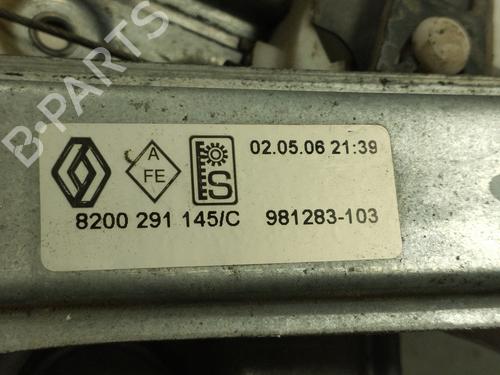 B-PARTS
A
FE
S
02.05.06 21:39
8200 291 145/C
981283-103